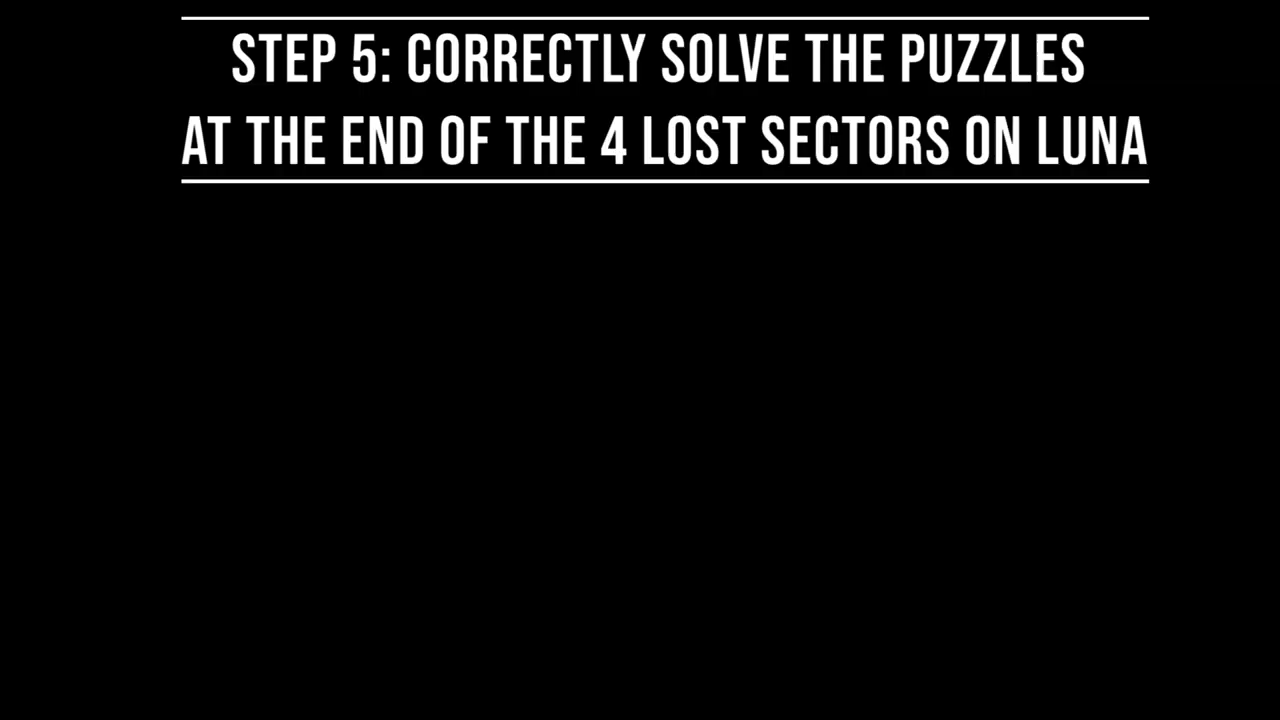 STEP 5: CORRECTLY SOLVE THE PUZZLES
AT THE END OF THE 4 LOST SECTORS ON LUNA